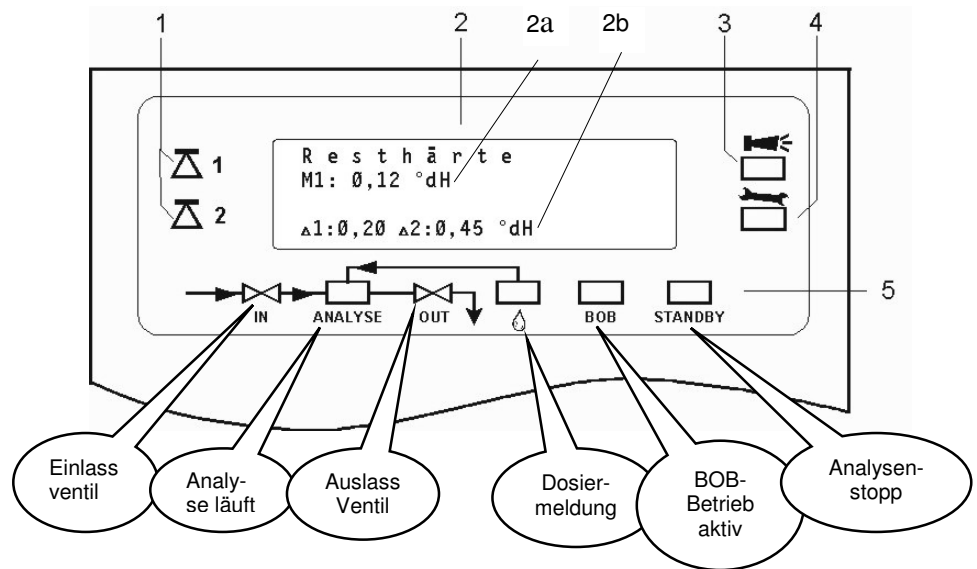 1
2
2a
2b
3
4
1
2
R e s t h ā r t e
M1: 0,12 °dH
▵1:0,20 ▵2:0,45 °dH
5
IN
ANALYSE
OUT
BOB
STANDBY
Einlass
ventil
Analy-
se läuft
Auslass
Ventil
Dosier-
meldung
BOB-
Betrieb
aktiv
Analysen-
stopp